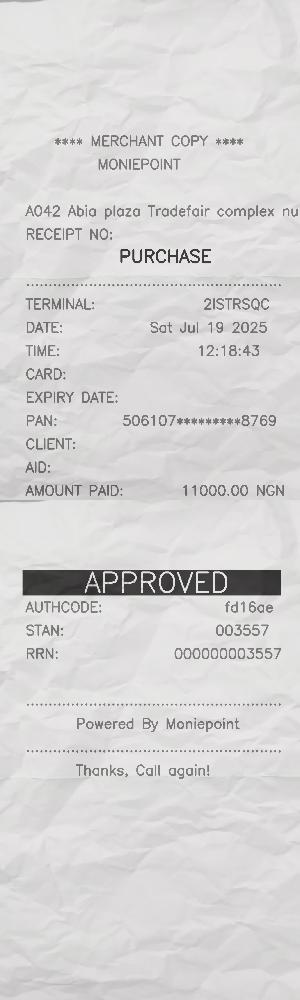 **** MERCHANT COPY ****
MONIEPOINT
A042 Abia plaza Tradefair complex nu
RECEIPT NO:
PURCHASE
TERMINAL: 2ISTRSQC
DATE: Sat Jul 19 2025
TIME: 12:18:43
CARD:
EXPIRY DATE:
PAN: 506107*********8769
CLIENT:
AID:
AMOUNT PAID: 11000.00 NGN
APPROVED
AUTHCODE: fd16ae
STAN: 003557
RRN: 000000003557
Powered By Moniepoint
Thanks, Call again!